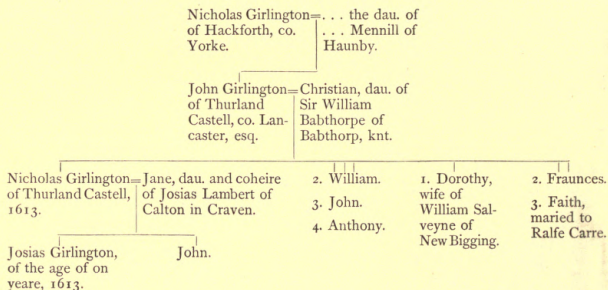 Nicholas Girlington=. . . the dau. of
of Hackforth, co. . . . Mennill of
Yorke. Haunby.
John Girlington=Christian, dau. of
of Thurland Sir William
Castell, co. Lan- Babthorpe of
caster, esq. Babthorp, knt.
Nicholas Girlington=Jane, dau. and coheire
of Thurland Castell, of Josias Lambert of
1613. Calton in Craven.
2. William.
3. John.
4. Anthony.
1. Dorothy,
wife of
William Sal-
veyne of
New Bigging.
2. Fraunces.
3. Faith,
maried to
Ralfe Carre.
Josias Girlington,
of the age of on
yeare, 1613.
John.